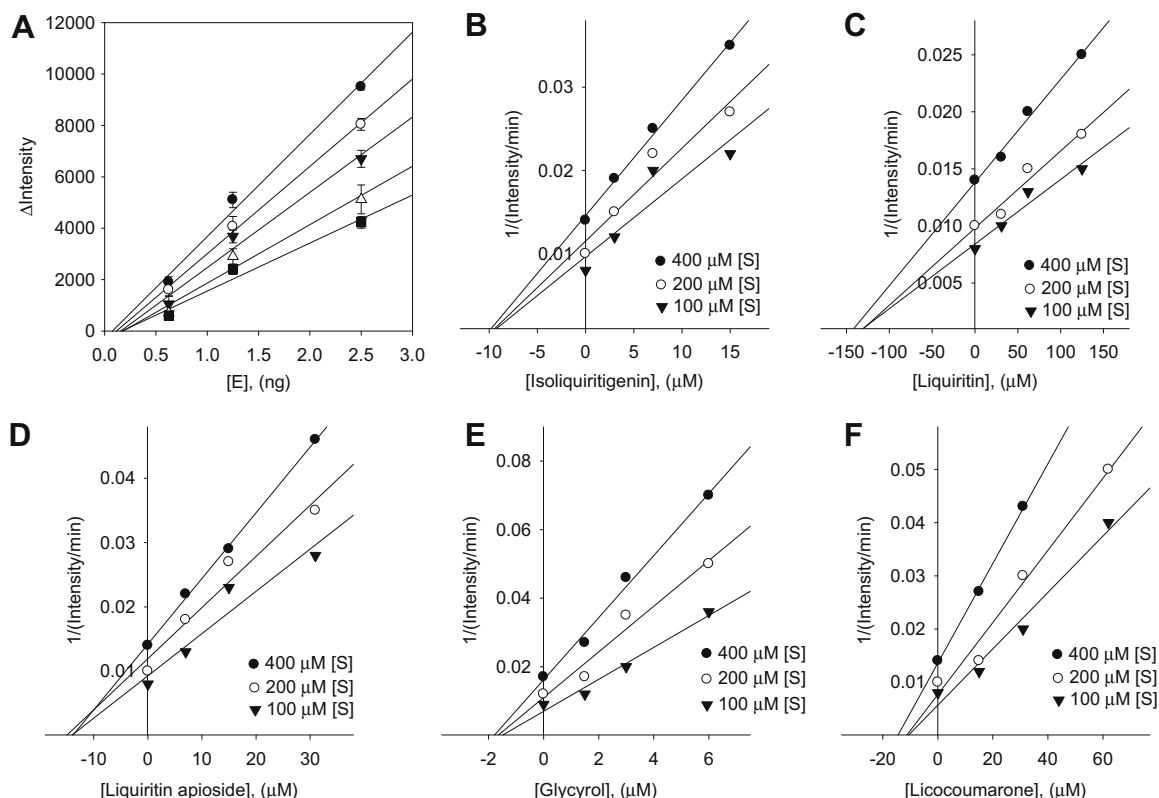 A
12000
10000
8000
6000
4000
2000
0
ΔIntensity
0.0 0.5 1.0 1.5 2.0 2.5 3.0
[E], (ng)
B
0.03
0.02
0.01
1/(Intensity/min)
400 μM [S]
200 μM [S]
100 μM [S]
-10 -5 0 5 10 15
[Isoliquiritigenin], (μM)
C
0.025
0.020
0.015
0.010
0.005
1/(Intensity/min)
400 μM [S]
200 μM [S]
100 μM [S]
-150 -100 -50 0 50 100 150
[Liquiritin], (μM)
D
0.04
0.03
0.02
0.01
1/(Intensity/min)
400 μM [S]
200 μM [S]
100 μM [S]
-10 0 10 20 30
[Liquiritin apioside], (μM)
E
0.08
0.06
0.04
0.02
1/(Intensity/min)
400 μM [S]
200 μM [S]
100 μM [S]
-2 0 2 4 6
[Glycyrol], (μM)
F
0.05
0.04
0.03
0.02
0.01
1/(Intensity/min)
400 μM [S]
200 μM [S]
100 μM [S]
-20 0 20 40 60
[Licocoumarone], (μM)